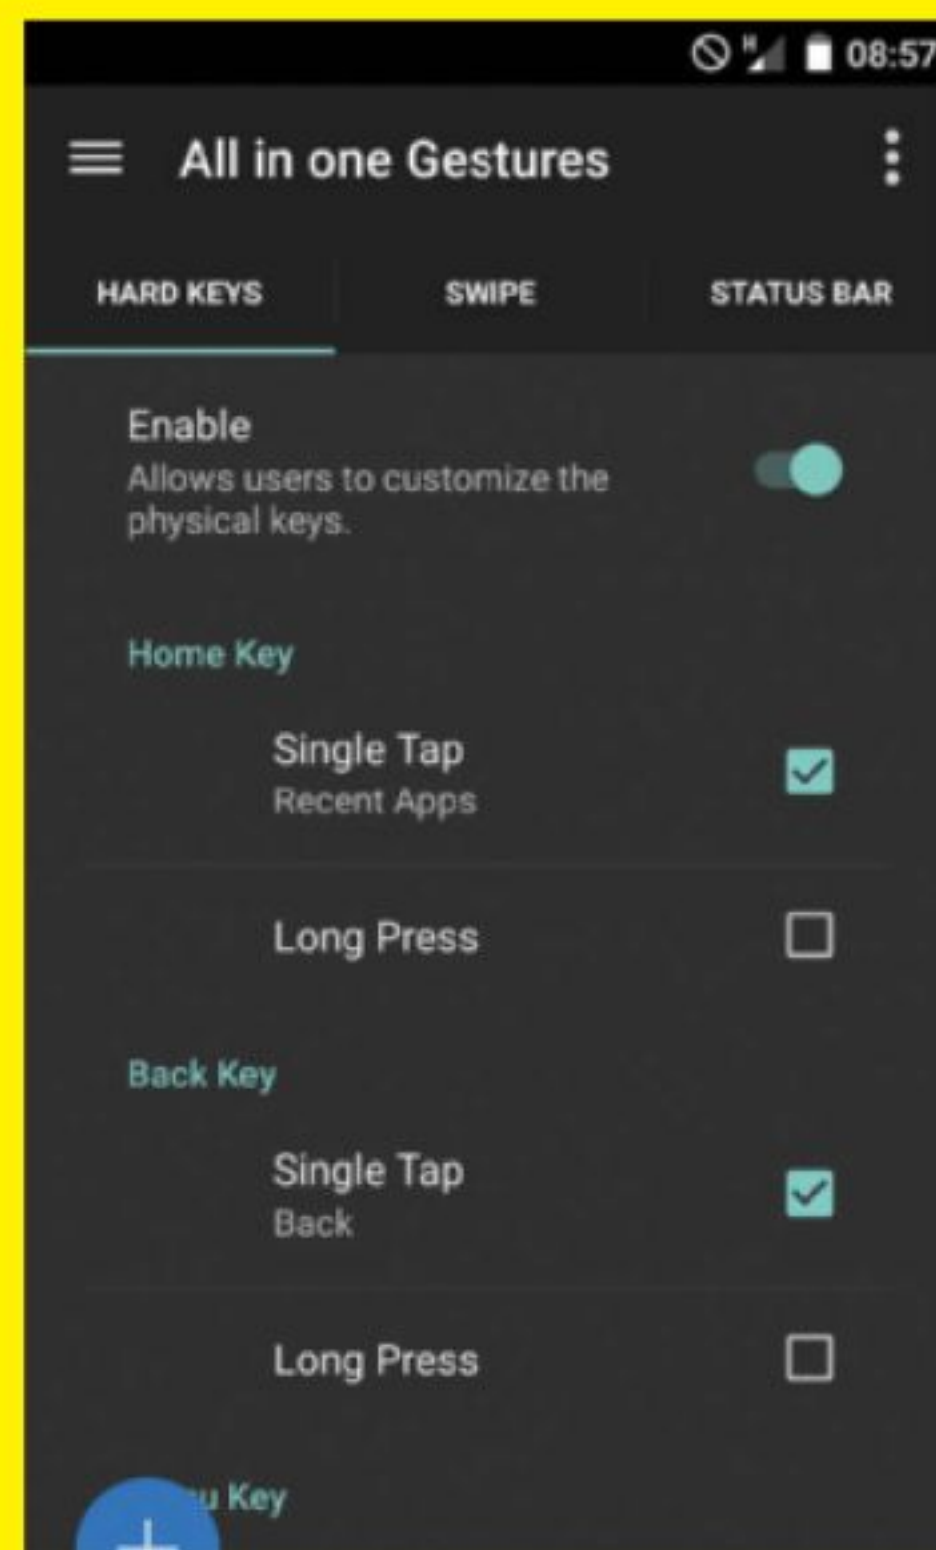 H 08:57
All in one Gestures
HARD KEYS SWIPE STATUS BAR
Enable
Allows users to customize the
physical keys.
Home Key
Single Tap
Recent Apps
Long Press
Back Key
Single Tap
Back
Long Press
u Key